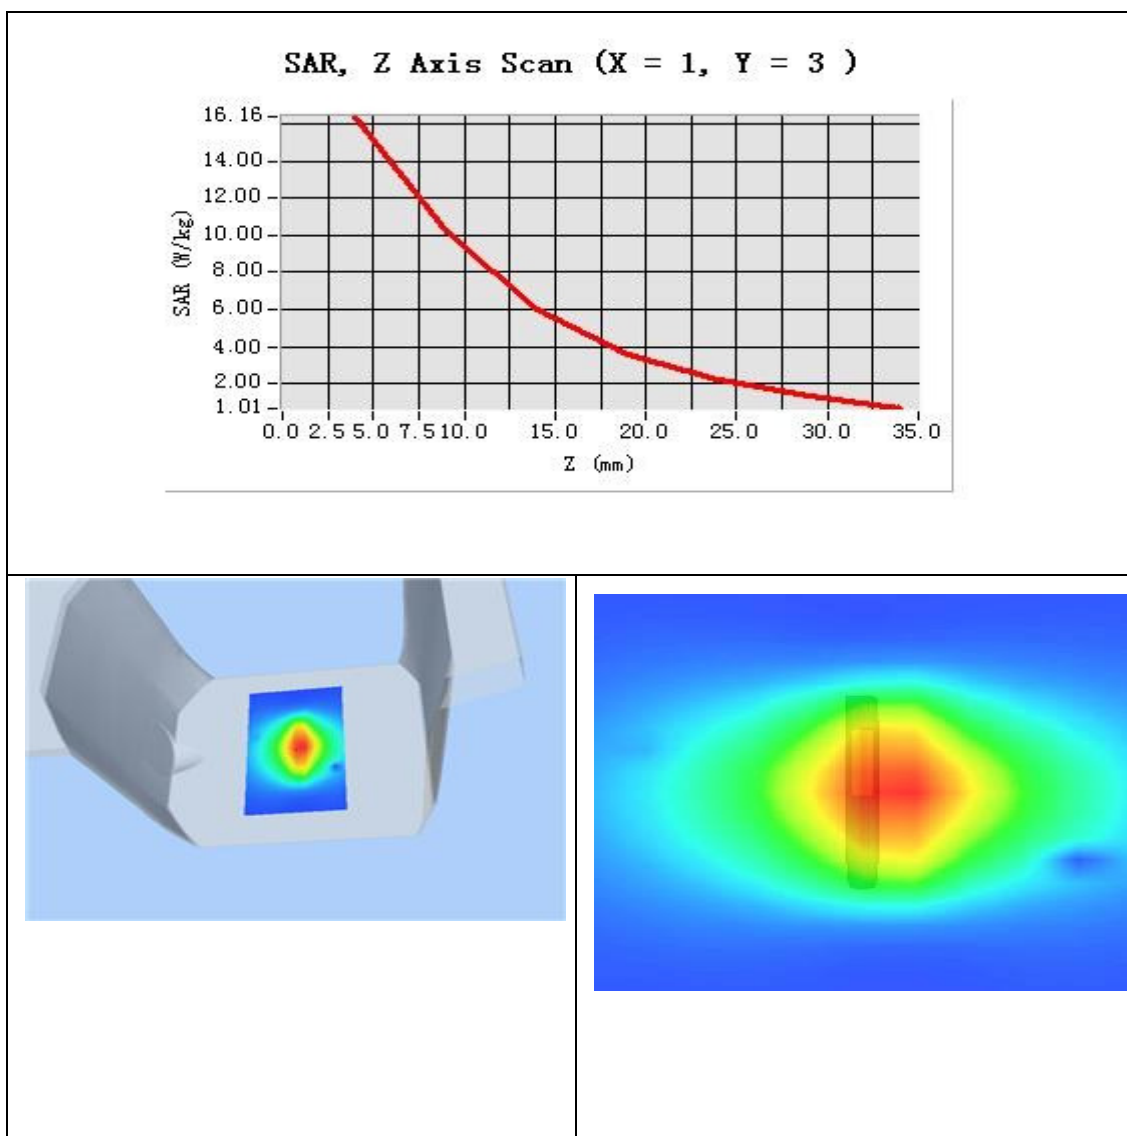 SAR, Z Axis Scan (X = 1, Y = 3 )
16.16
14.00
12.00
10.00
8.00
6.00
4.00
2.00
1.01
SAR (W/kg)
0.0 2.5 5.0 7.5 10.0 15.0 20.0 25.0 30.0 35.0
Z (mm)